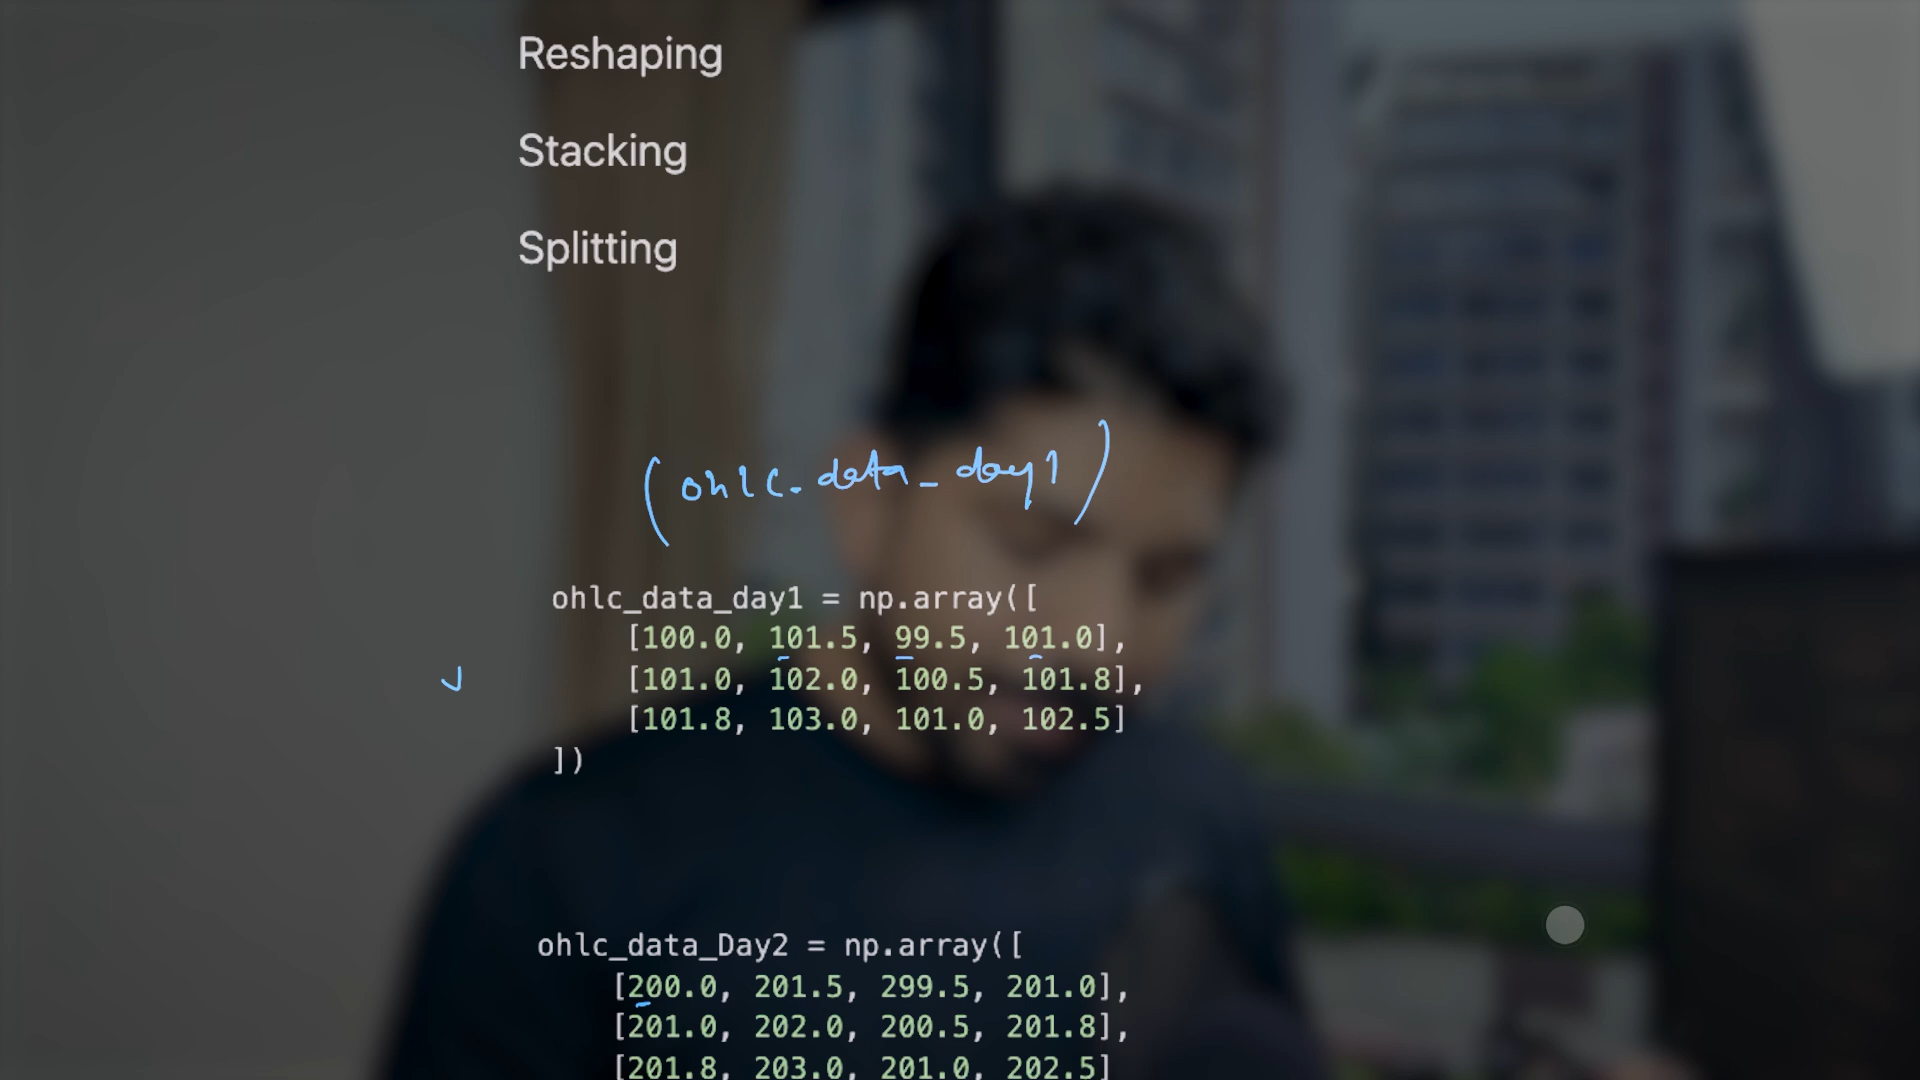 Reshaping
Stacking
Splitting
(ohlc_data_day1)
ohlc_data_day1 = np.array([
[100.0, 101.5, 99.5, 101.0],
[101.0, 102.0, 100.5, 101.8],
[101.8, 103.0, 101.0, 102.5]
])
ohlc_data_Day2 = np.array([
[200.0, 201.5, 299.5, 201.0],
[201.0, 202.0, 200.5, 201.8],
[201.8, 203.0, 201.0, 202.5]